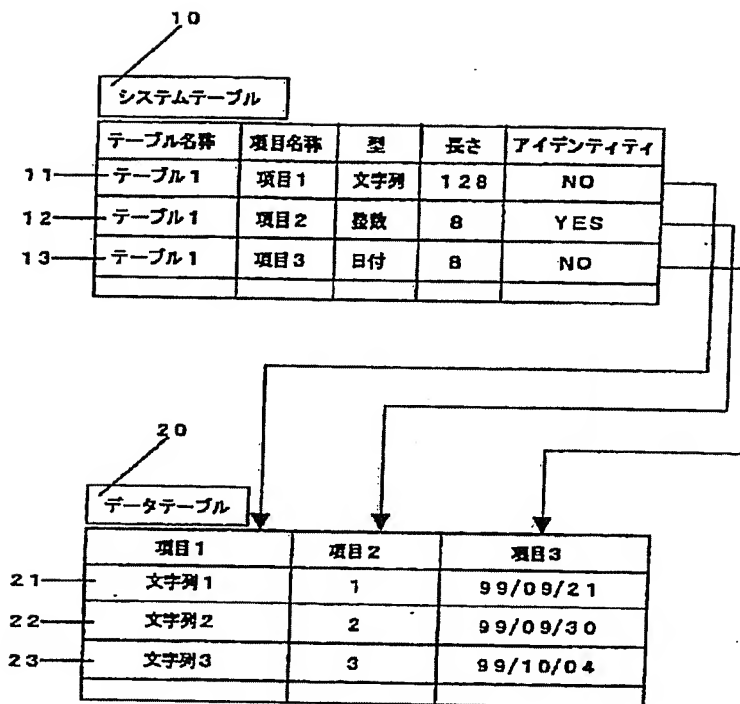 10
システムテーブル
テーブル名称 項目名称 型 長さ アイデンティティ
11 テーブル1 項目1 文字列 128 NO
12 テーブル1 項目2 整数 8 YES
13 テーブル1 項目3 日付 8 NO
20
データテーブル
項目1 項目2 項目3
21 文字列1 1 99/09/21
22 文字列2 2 99/09/30
23 文字列3 3 99/10/04